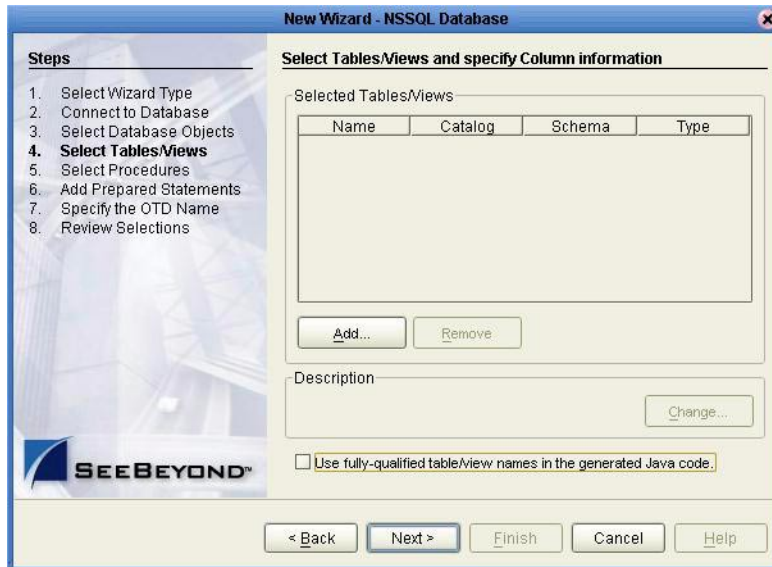 New Wizard - NSSQL Database
Steps
1. Select Wizard Type
2. Connect to Database
3. Select Database Objects
4. Select Tables/Views
5. Select Procedures
6. Add Prepared Statements
7. Specify the OTD Name
8. Review Selections
SEEBEYOND™
Select Tables/Views and specify Column information
Selected Tables/Views
Name Catalog Schema Type
Add... Remove
Description
Change...
Use fully-qualified table/view names in the generated Java code.
< Back Next > Finish Cancel Help